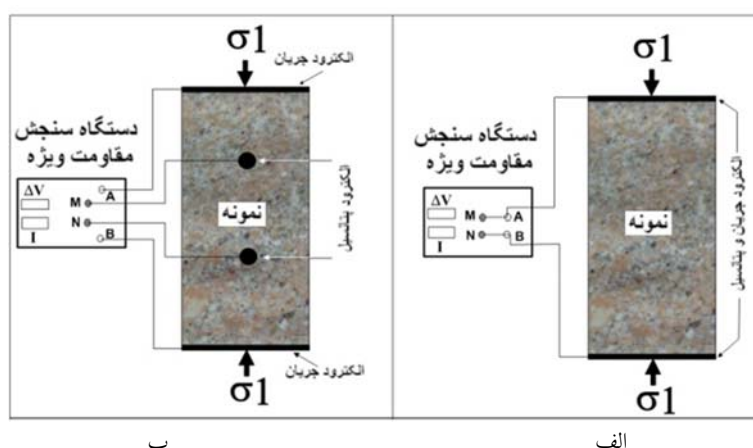 σ1
الکترود جریان
دستگاه سنجش
مقاومت ویژه
ΔV
I
M
N
A
B
نمونه
الکترود پتانسیل
الکترود جریان
σ1
ب
σ1
دستگاه سنجش
مقاومت ویژه
ΔV
I
M
N
A
B
نمونه
الکترود جریان و پتانسیل
σ1
الف